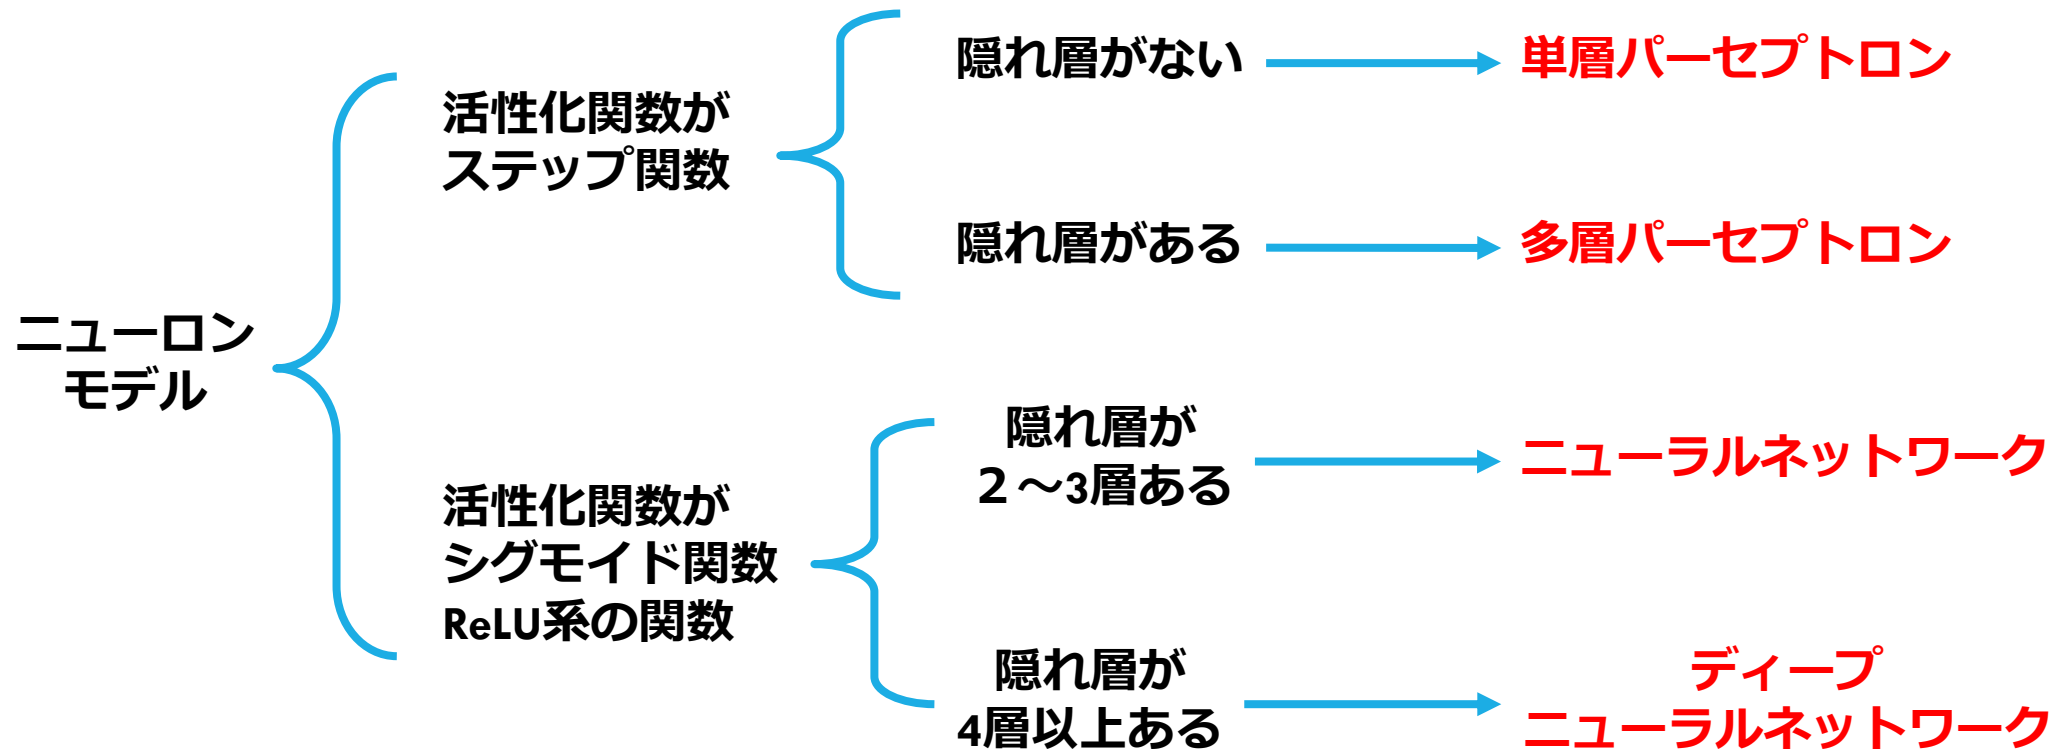 ニューロン
モデル
活性化関数が
ステップ関数
隠れ層がない
単層パーセプトロン
隠れ層がある
多層パーセプトロン
活性化関数が
シグモイド関数
ReLU系の関数
隠れ層が
２～3層ある
ニューラルネットワーク
隠れ層が
4層以上ある
ディープ
ニューラルネットワーク